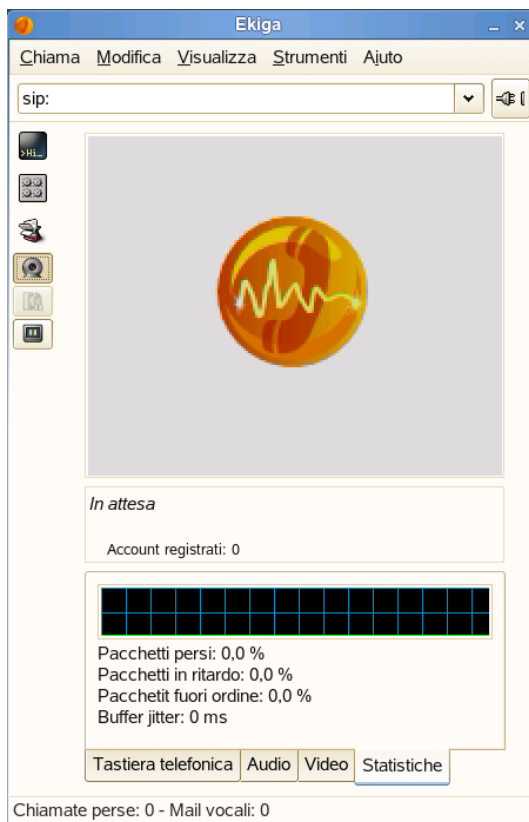 Ekiga
Chiama Modifica Visualizza Strumenti Aiuto
sip:
>Hi_
In attesa
Account registrati: 0
Pacchetti persi: 0,0 %
Pacchetti in ritardo: 0,0 %
Pacchetit fuori ordine: 0,0 %
Buffer jitter: 0 ms
Tastiera telefonica Audio Video Statistiche
Chiamate perse: 0 - Mail vocali: 0